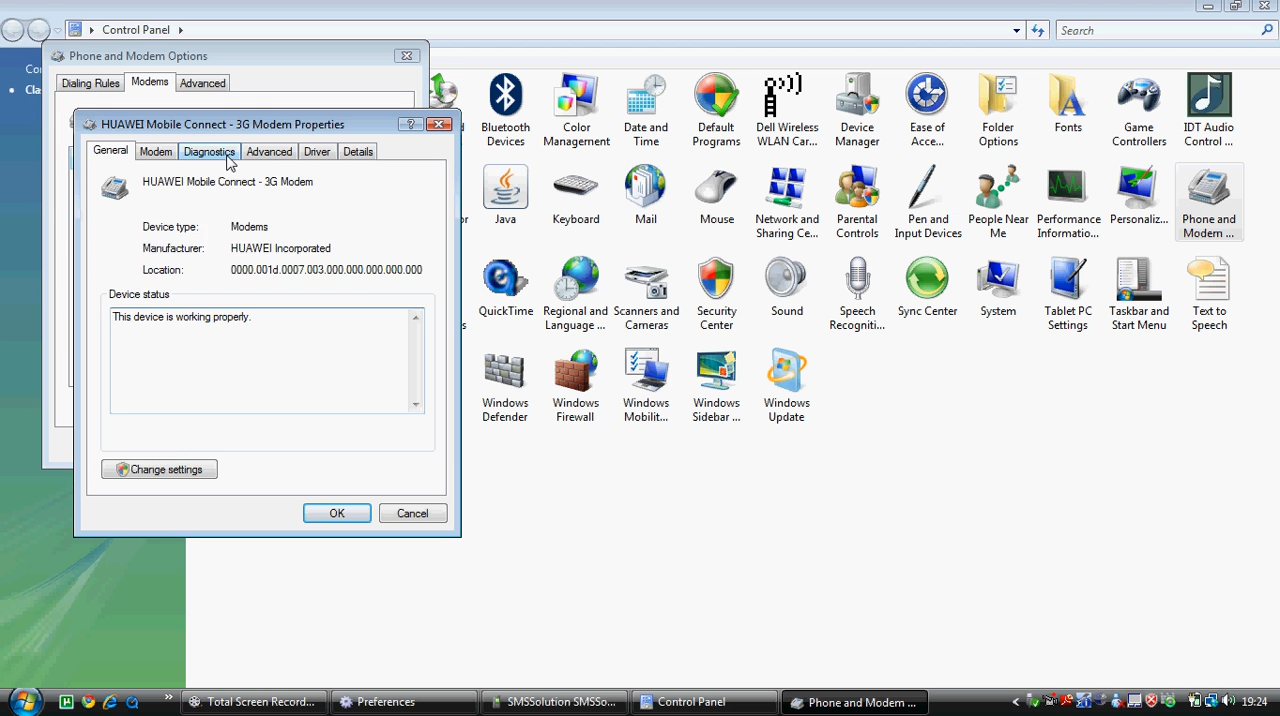 Control Panel
Search
Phone and Modem Options
Dialing Rules
Modems
Advanced
Con
Clas
HUAWEI Mobile Connect - 3G Modem Properties
?
General
Modem
Diagnostics
Advanced
Driver
Details
HUAWEI Mobile Connect - 3G Modem
Device type: Modems
Manufacturer: HUAWEI Incorporated
Location: 0000.001d.0007.003.000.000.000.000.000
Device status
This device is working properly.
Change settings
OK
Cancel
Bluetooth
Devices
Color
Management
Date and
Time
Default
Programs
Dell Wireless
WLAN Car...
Device
Manager
Ease of
Acce...
Folder
Options
Fonts
Game
Controllers
IDT Audio
Control ...
Java
Keyboard
Mail
Mouse
Network and
Sharing Ce...
Parental
Controls
Pen and
Input Devices
People Near
Me
Performance
Informatio...
Personaliz...
Phone and
Modem ...
QuickTime
Regional and
Language ...
Scanners and
Cameras
Security
Center
Sound
Speech
Recogniti...
Sync Center
System
Tablet PC
Settings
Taskbar and
Start Menu
Text to
Speech
Windows
Defender
Windows
Firewall
Windows
Mobilit...
Windows
Sidebar ...
Windows
Update
Total Screen Record...
Preferences
SMSSolution SMSSo...
Control Panel
Phone and Modem ...
19:24